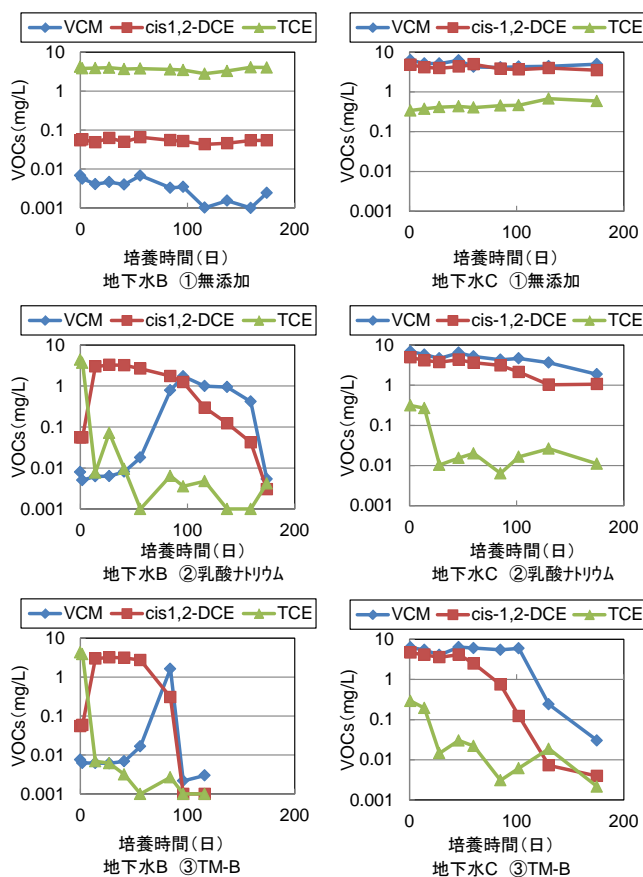 VCM cis1,2-DCE TCE
VOCs(mg/L)
10
1
0.1
0.01
0.001
0 100 200
培養時間(日)
地下水B ①無添加
VCM cis-1,2-DCE TCE
VOCs(mg/L)
10
1
0.1
0.01
0.001
0 100 200
培養時間(日)
地下水C ①無添加
VCM cis1,2-DCE TCE
VOCs(mg/L)
10
1
0.1
0.01
0.001
0 100 200
培養時間(日)
地下水B ②乳酸ナトリウム
VCM cis-1,2-DCE TCE
VOCs(mg/L)
10
1
0.1
0.01
0.001
0 100 200
培養時間(日)
地下水C ②乳酸ナトリウム
VCM cis1,2-DCE TCE
VOCs(mg/L)
10
1
0.1
0.01
0.001
0 100 200
培養時間(日)
地下水B ③TM-B
VCM cis-1,2-DCE TCE
VOCs(mg/L)
10
1
0.1
0.01
0.001
0 100 200
培養時間(日)
地下水C ③TM-B